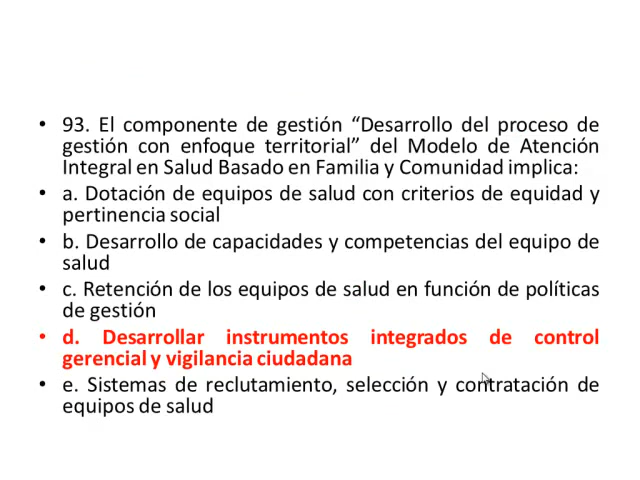 • 93. El componente de gestión “Desarrollo del proceso de
gestión con enfoque territorial” del Modelo de Atención
Integral en Salud Basado en Familia y Comunidad implica:
• a. Dotación de equipos de salud con criterios de equidad y
pertinencia social
• b. Desarrollo de capacidades y competencias del equipo de
salud
• c. Retención de los equipos de salud en función de políticas
de gestión
• d. Desarrollar instrumentos integrados de control
gerencial y vigilancia ciudadana
• e. Sistemas de reclutamiento, selección y contratación de
equipos de salud